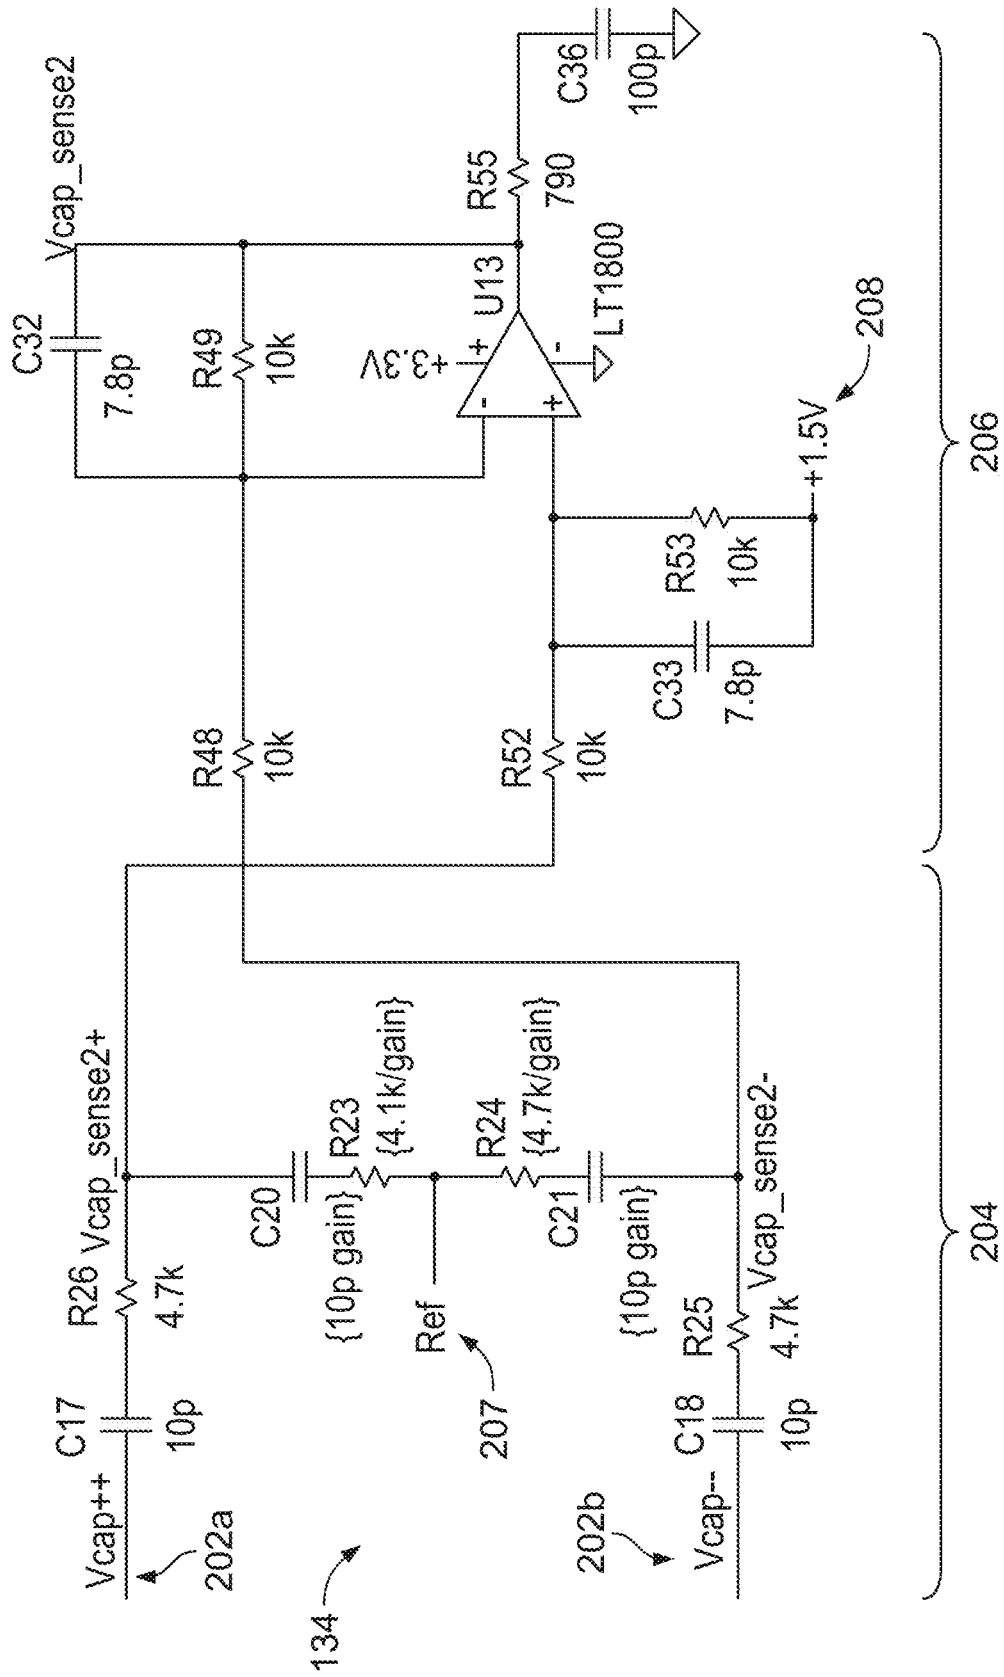 134
202a
Vcap++
C17
10p
R26
4.7k
Vcap_sense2+
C20
{10p gain}
R23
{4.1k/gain}
Ref
207
R24
{4.7k/gain}
C21
{10p gain}
202b
Vcap--
C18
10p
R25
4.7k
Vcap_sense2-
204
R48
10k
R52
10k
C33
7.8p
R53
10k
+1.5V
208
C32
7.8p
R49
10k
Vcap_sense2
+3.3V
+
-
-
+
U13
LT1800
R55
790
C36
100p
206